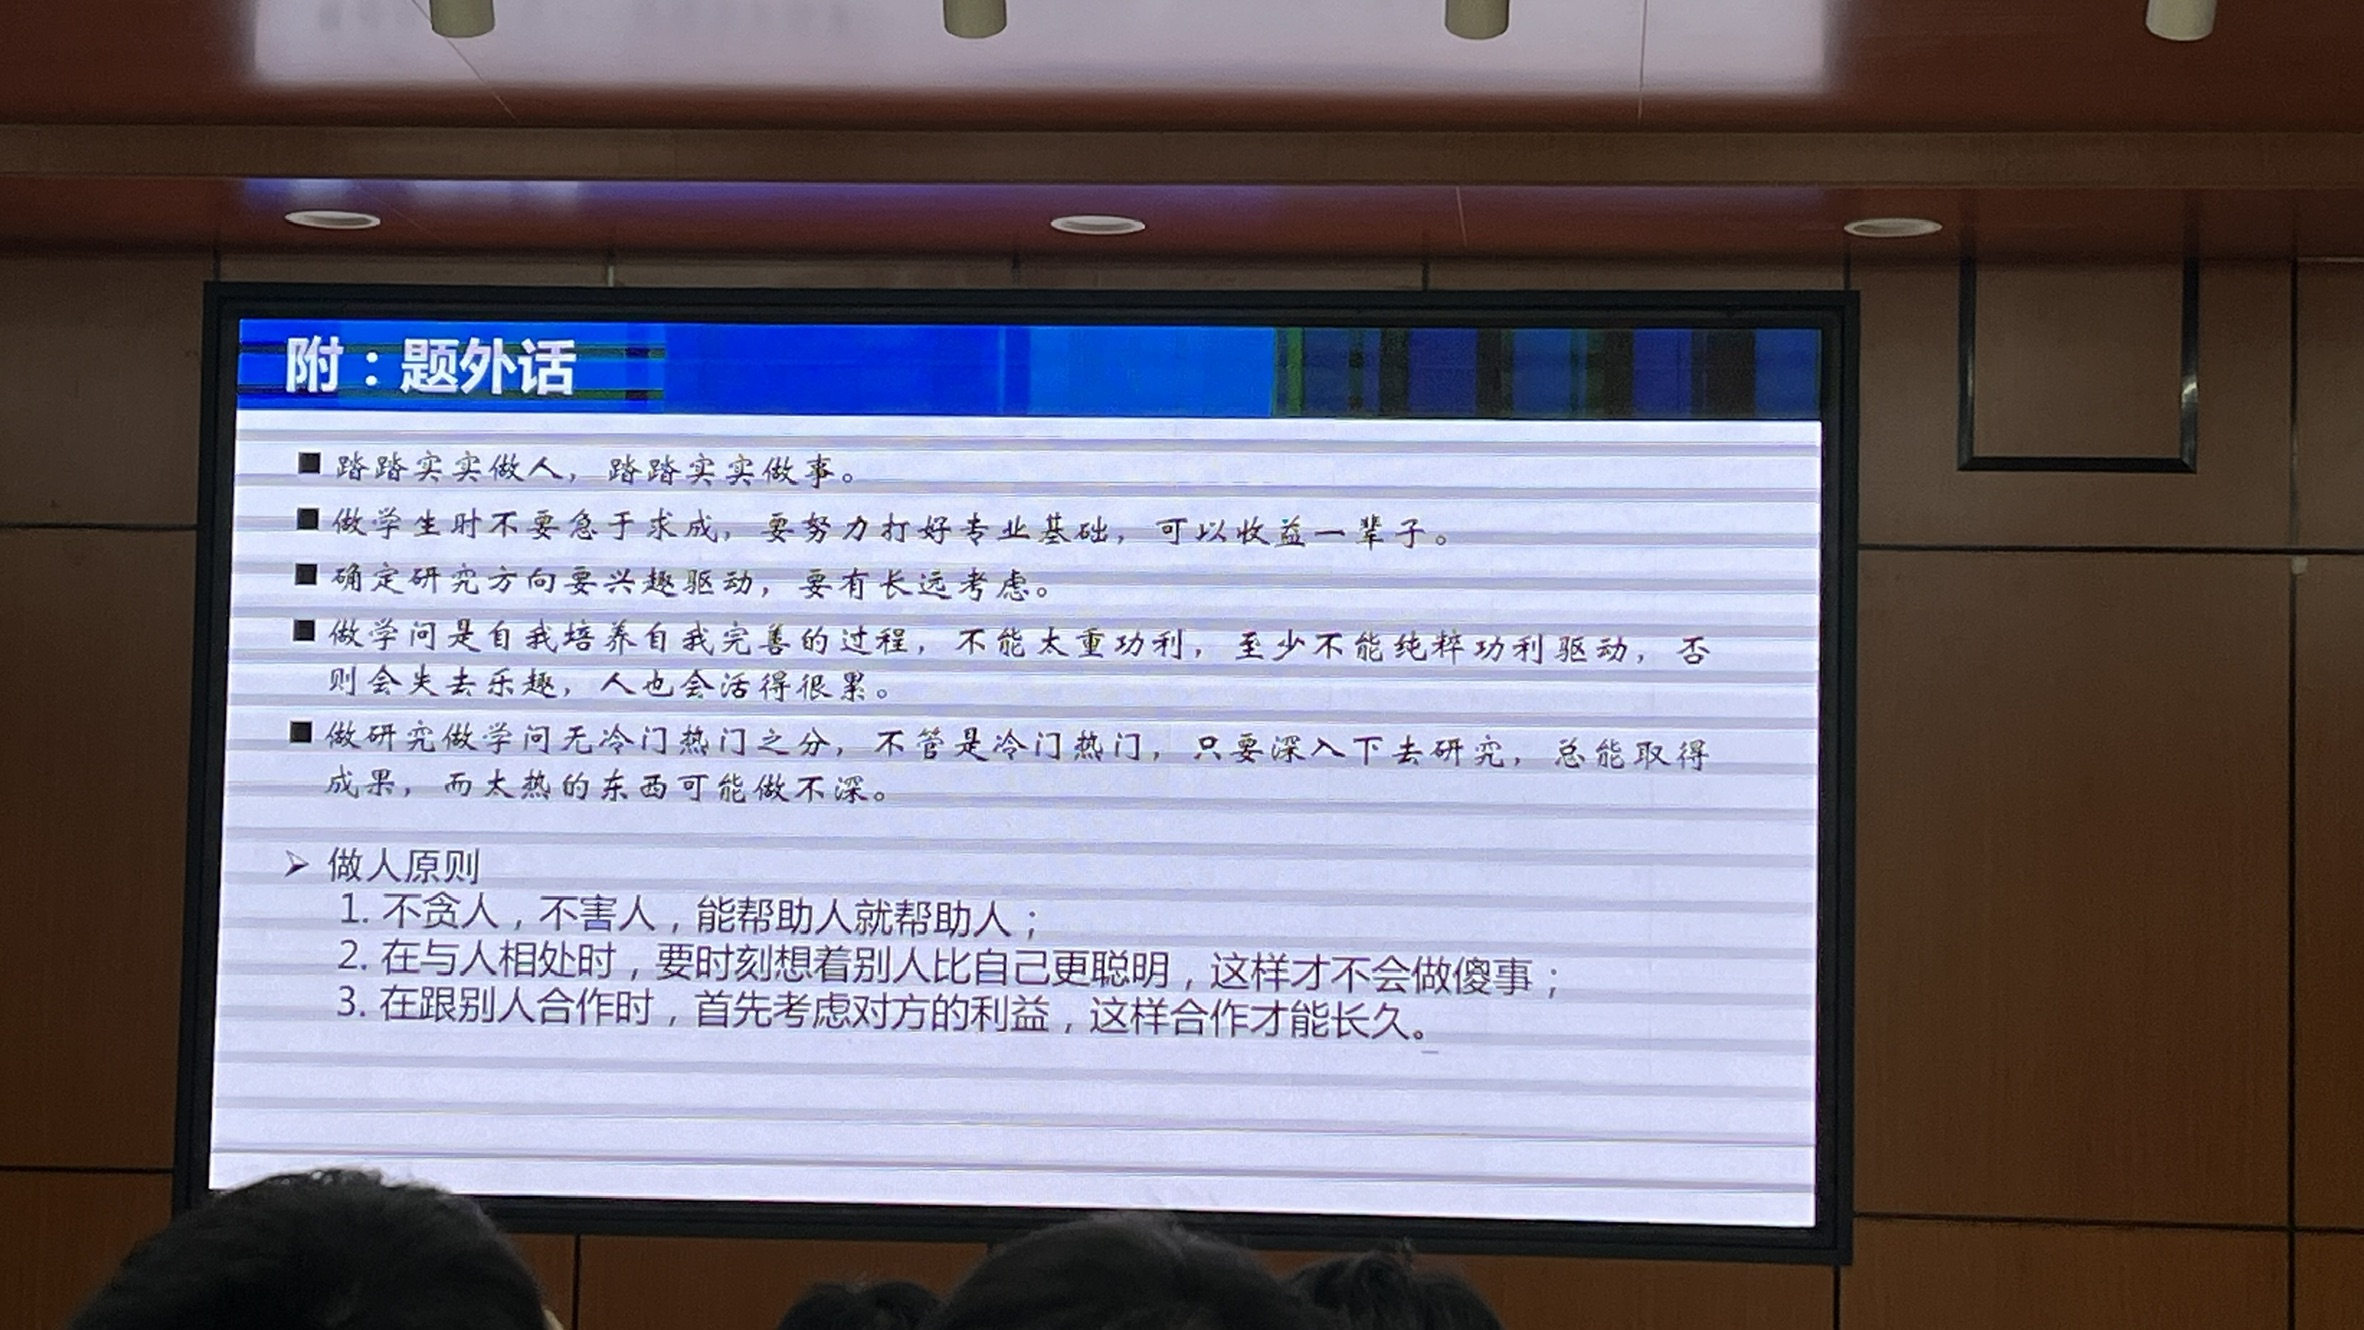 附：题外话
■ 踏踏实实做人，踏踏实实做事。
■ 做学生时不要急于求成，要努力打好专业基础，可以收益一辈子。
■ 确定研究方向要兴趣驱动，要有长远考虑。
■ 做学问是自我培养自我完善的过程，不能太重功利，至少不能纯粹功利驱动，否
则会失去乐趣，人也会活得很累。
■ 做研究做学问无冷门热门之分，不管是冷门热门，只要深入下去研究，总能取得
成果，而太热的东西可能做不深。
➢ 做人原则
1. 不贪人，不害人，能帮助人就帮助人；
2. 在与人相处时，要时刻想着别人比自己更聪明，这样才不会做傻事；
3. 在跟别人合作时，首先考虑对方的利益，这样合作才能长久。